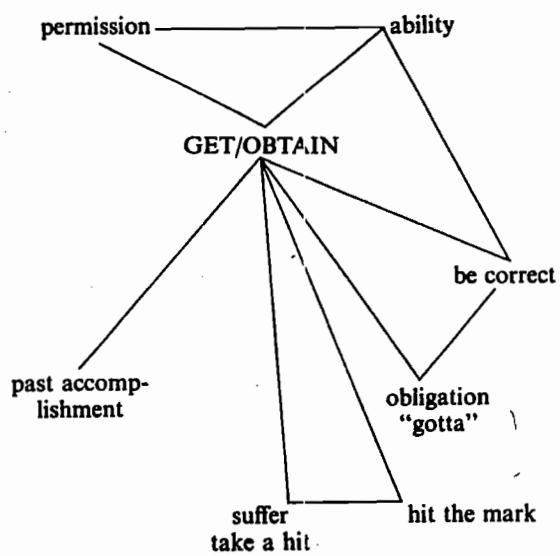 permission
ability
GET/OBTAIN
be correct
past accomp-
lishment
obligation
"gotta"
suffer
take a hit
hit the mark